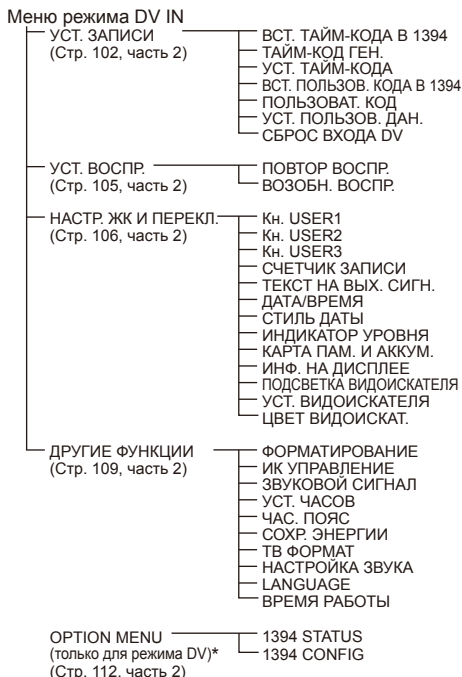 Меню режима DV IN
УСТ. ЗАПИСИ
(Стр. 102, часть 2)
ВСТ. ТАЙМ-КОДА В 1394
ТАЙМ-КОД ГЕН.
УСТ. ТАЙМ-КОДА
ВСТ. ПОЛЬЗОВ. КОДА В 1394
ПОЛЬЗОВАТ. КОД
УСТ. ПОЛЬЗОВ. ДАН.
СБРОС ВХОДА DV
УСТ. ВОСПР.
(Стр. 105, часть 2)
ПОВТОР ВОСПР.
ВОЗОБН. ВОСПР.
НАСТР. ЖК И ПЕРЕКЛ.
(Стр. 106, часть 2)
Кн. USER1
Кн. USER2
Кн. USER3
СЧЕТЧИК ЗАПИСИ
ТЕКСТ НА ВЫХ. СИГН.
ДАТА/ВРЕМЯ
СТИЛЬ ДАТЫ
ИНДИКАТОР УРОВНЯ
КАРТА ПАМ. И АККУМ.
ИНФ. НА ДИСПЛЕЕ
ПОДСВЕТКА ВИДОИСКАТЕЛЯ
УСТ. ВИДОИСКАТЕЛЯ
ЦВЕТ ВИДОИСКАТ.
ДРУГИЕ ФУНКЦИИ
(Стр. 109, часть 2)
ФОРМАТИРОВАНИЕ
ИК УПРАВЛЕНИЕ
ЗВУКОВОЙ СИГНАЛ
УСТ. ЧАСОВ
ЧАС. ПОЯС
СОХР. ЭНЕРГИИ
ТВ ФОРМАТ
НАСТРОЙКА ЗВУКА
LANGUAGE
ВРЕМЯ РАБОТЫ
OPTION MENU
(только для режима DV)*
(Стр. 112, часть 2)
1394 STATUS
1394 CONFIG